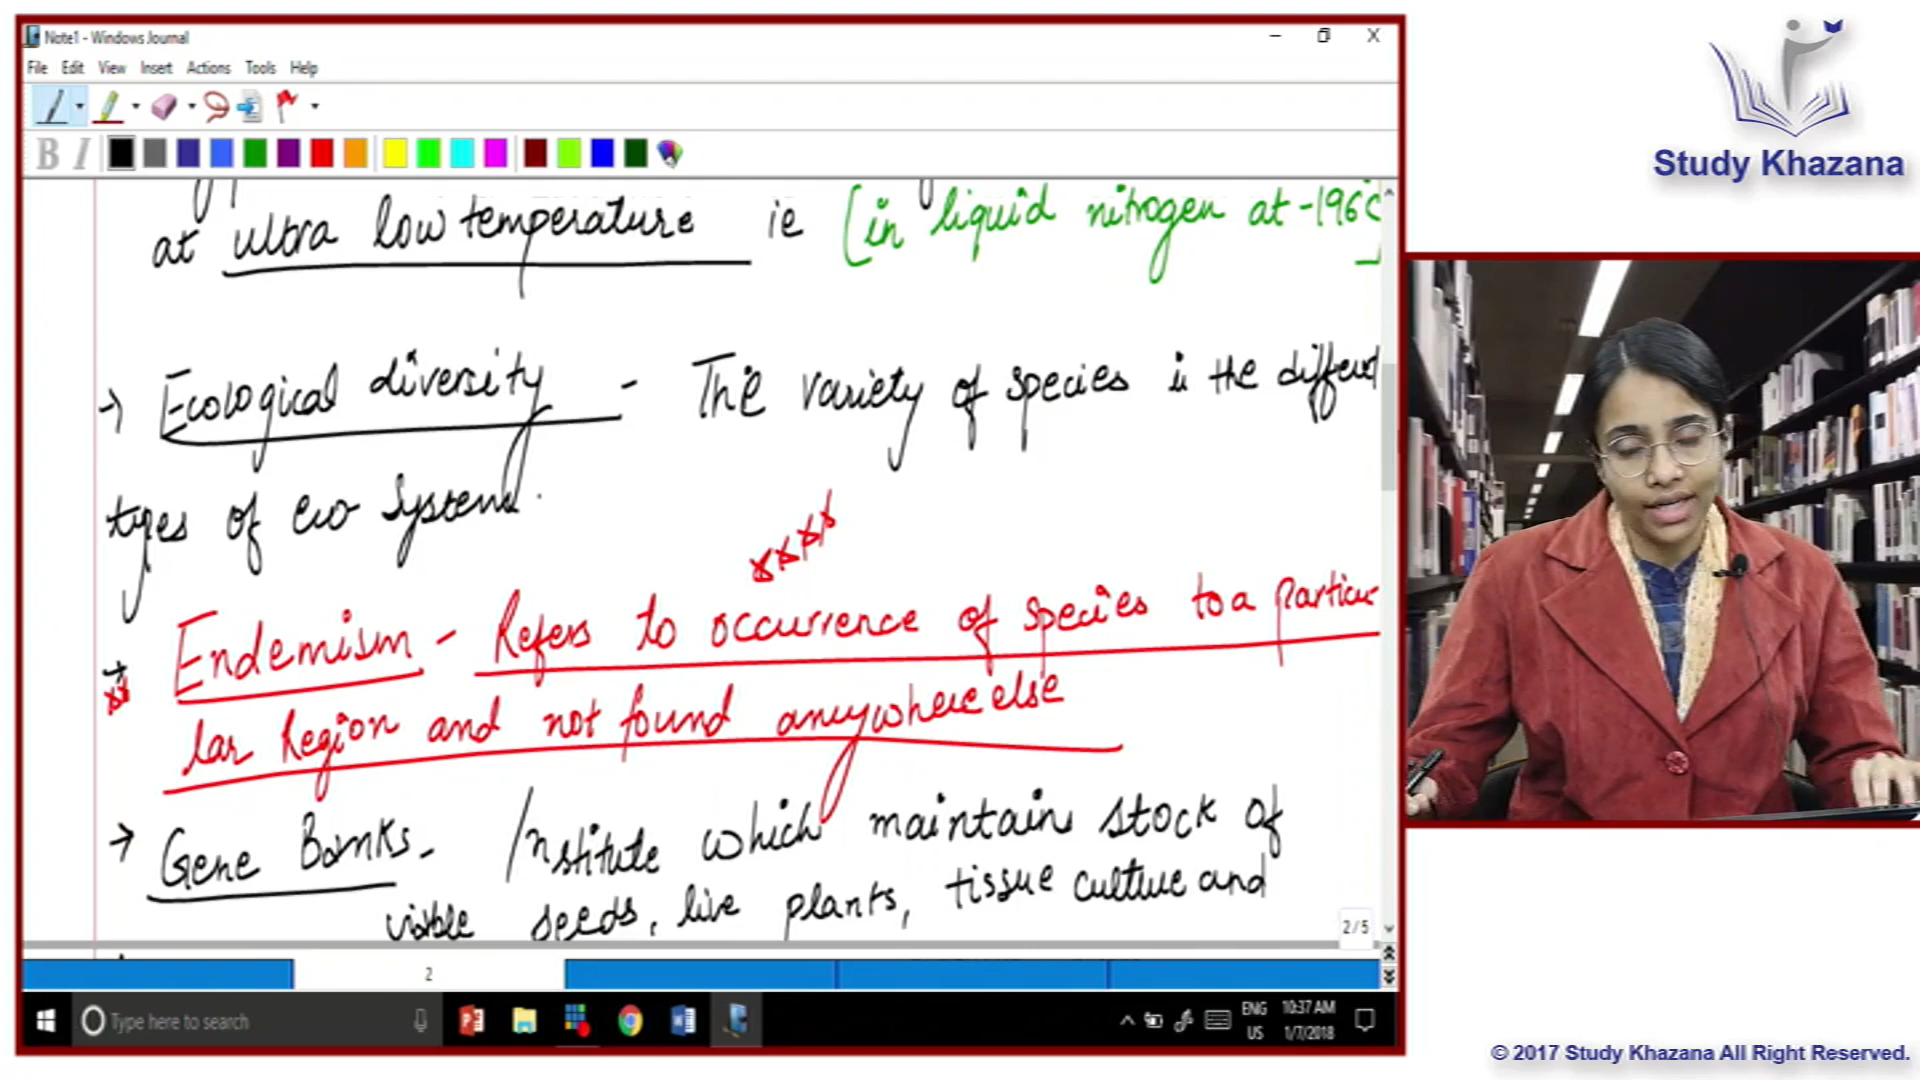 Note1 - Windows Journal
File Edit View Insert Actions Tools Help
B I
Study Khazana
at ultra low temperature ie (in liquid nitrogen at -196c)
→ Ecological diversity - The variety of species in the different
types of eco System.
Endemism - Refers to occurrence of species to a particu
lar Region and not found anywhere else
→ Gene Banks - Institute which maintain stock of
seeds, live plants, tissue culture and
2/5
2
Type here to search
ENG
US
10:37 AM
1/7/2018
© 2017 Study Khazana All Right Reserved.